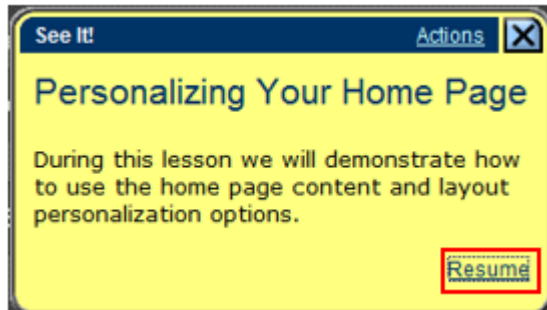 See It! Actions X
Personalizing Your Home Page
During this lesson we will demonstrate how
to use the home page content and layout
personalization options.
Resume